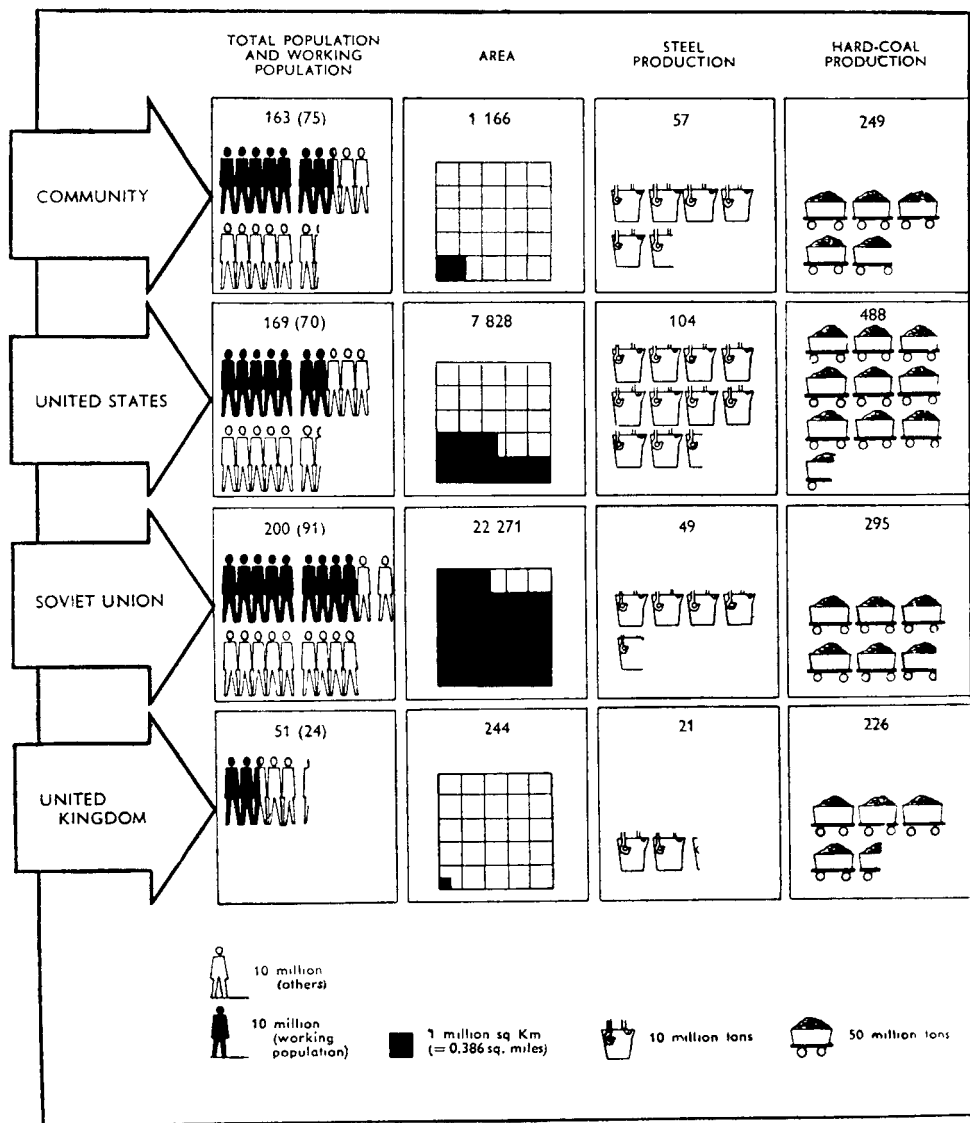 TOTAL POPULATION
AND WORKING
POPULATION
AREA
STEEL
PRODUCTION
HARD-COAL
PRODUCTION
COMMUNITY
163 (75)
1 166
57
249
UNITED STATES
169 (70)
7 828
104
488
SOVIET UNION
200 (91)
22 271
49
295
UNITED
KINGDOM
51 (24)
244
21
226
10 million
(others)
10 million
(working
population)
1 million sq Km
(= 0.386 sq. miles)
10 million tons
50 million tons